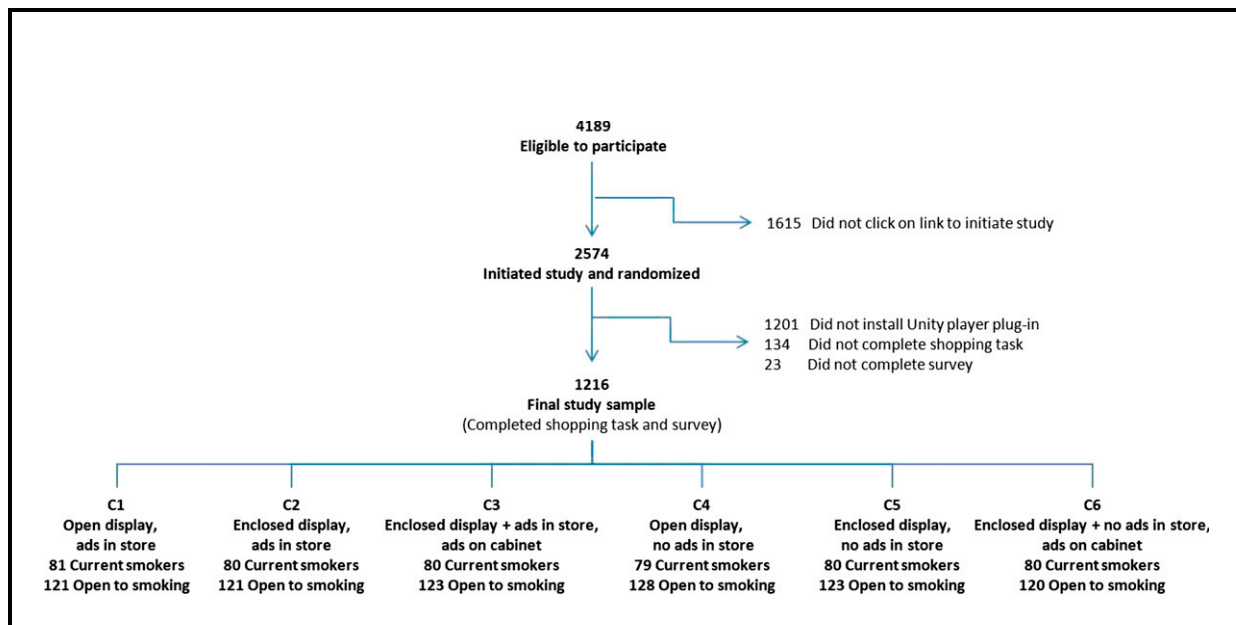 4189
Eligible to participate
1615 Did not click on link to initiate study
2574
Initiated study and randomized
1201 Did not install Unity player plug-in
134 Did not complete shopping task
23 Did not complete survey
1216
Final study sample
(Completed shopping task and survey)
C1
Open display,
ads in store
81 Current smokers
121 Open to smoking
C2
Enclosed display,
ads in store
80 Current smokers
121 Open to smoking
C3
Enclosed display + ads in store,
ads on cabinet
80 Current smokers
123 Open to smoking
C4
Open display,
no ads in store
79 Current smokers
128 Open to smoking
C5
Enclosed display,
no ads in store
80 Current smokers
123 Open to smoking
C6
Enclosed display + no ads in store,
ads on cabinet
80 Current smokers
120 Open to smoking